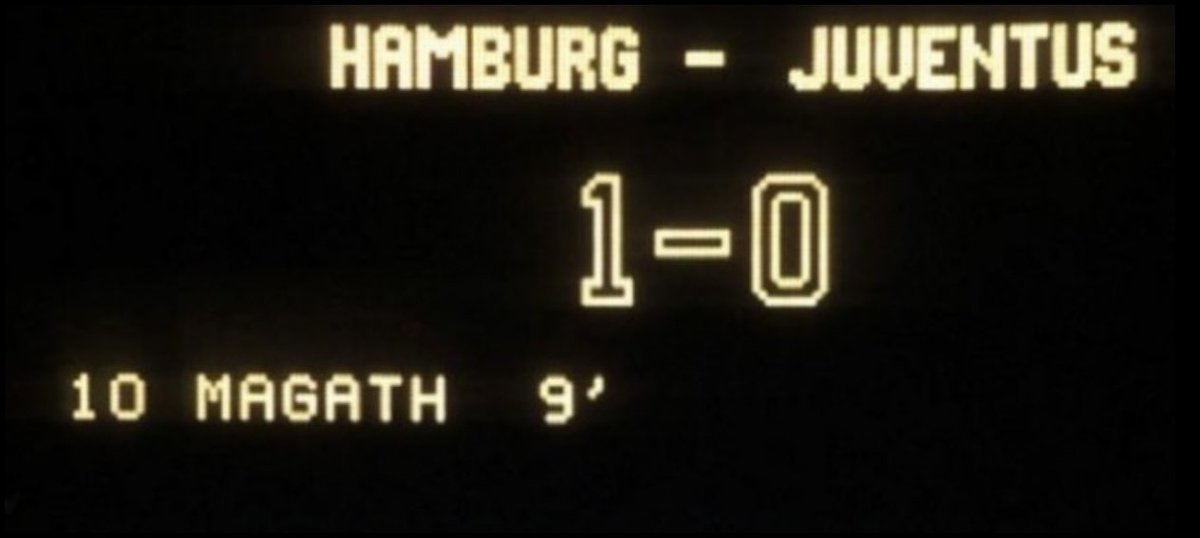 HAMBURG - JUVENTUS
1-0
10 MAGATH 9'